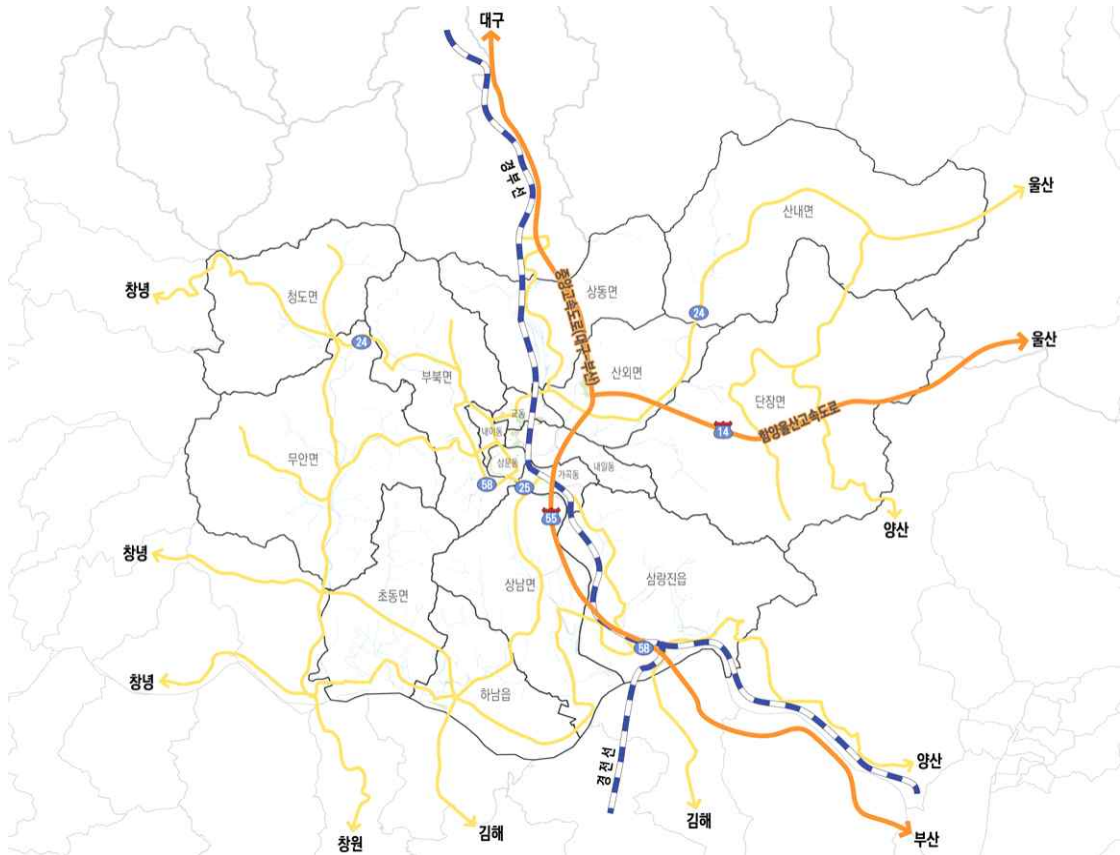 대구
경부선
울산
산내면
창녕
청도면
상동면
중앙고속도로(대구-부산)
24
24
울산
부북면
산외면
단장면
교동
내이동
함양울산고속도로
14
무안면
삼문동
가곡동
내일동
58
25
55
양산
창녕
초동면
상남면
삼랑진읍
58
창녕
하남읍
경전선
양산
창원
김해
김해
부산